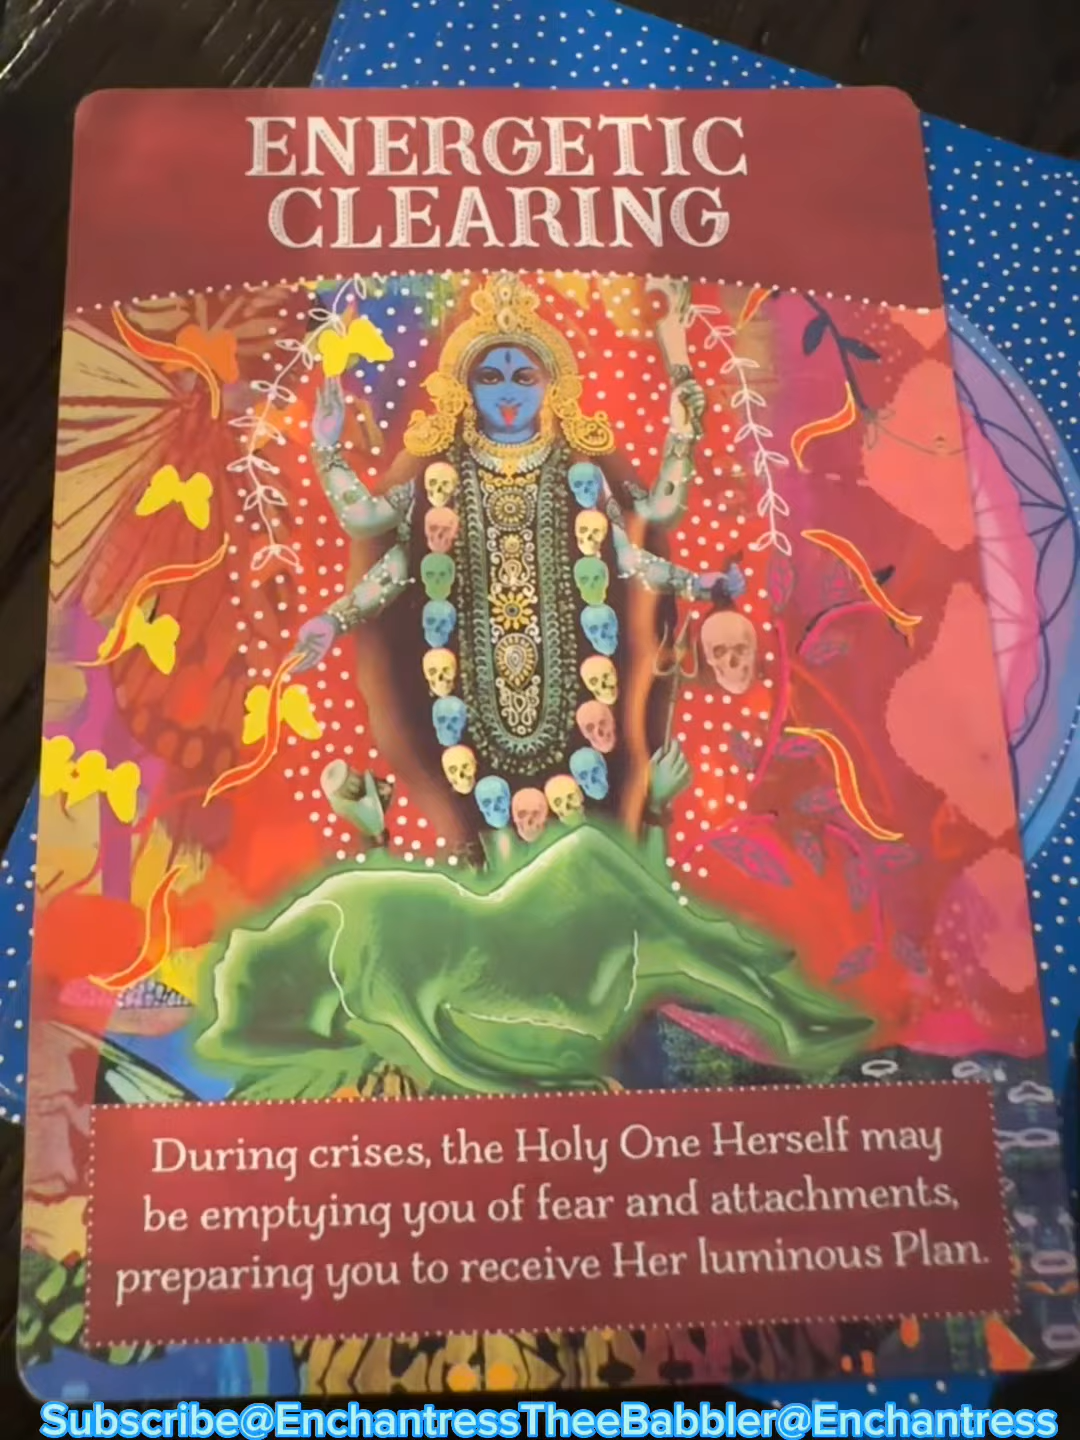 ENERGETIC
CLEARING
During crises, the Holy One Herself may
be emptying you of fear and attachments,
preparing you to receive Her luminous Plan.
Subscribe@EnchantressTheeBabbler@Enchantress